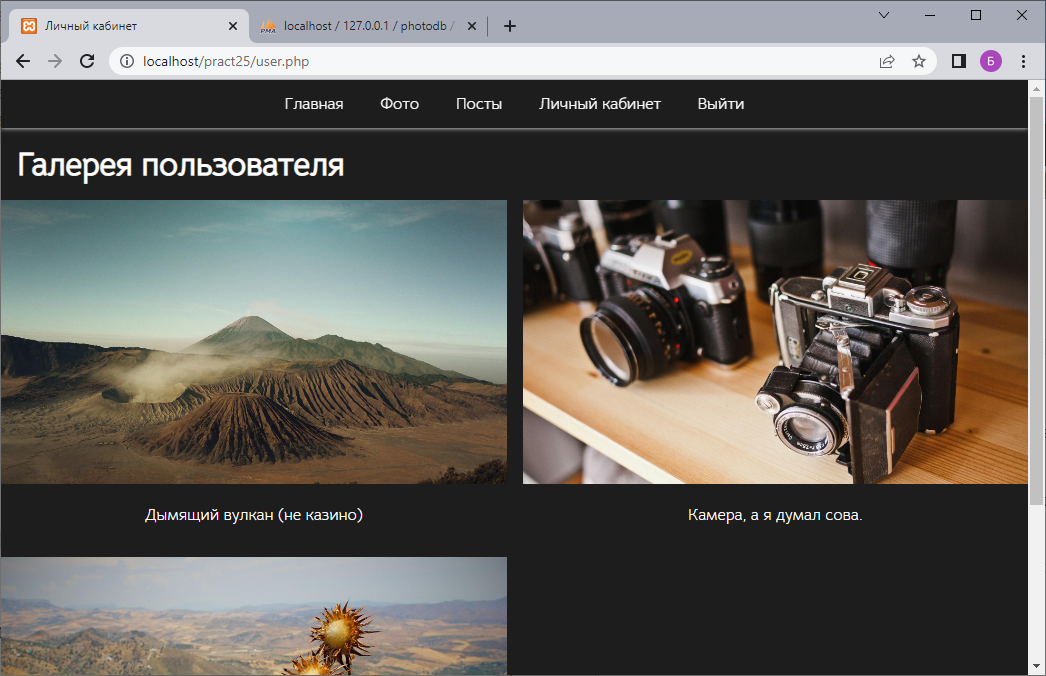 Личный кабинет
localhost / 127.0.0.1 / photodb /
localhost/pract25/user.php
Б
Главная Фото Посты Личный кабинет Выйти
Галерея пользователя
Дымящий вулкан (не казино)
Камера, а я думал сова.